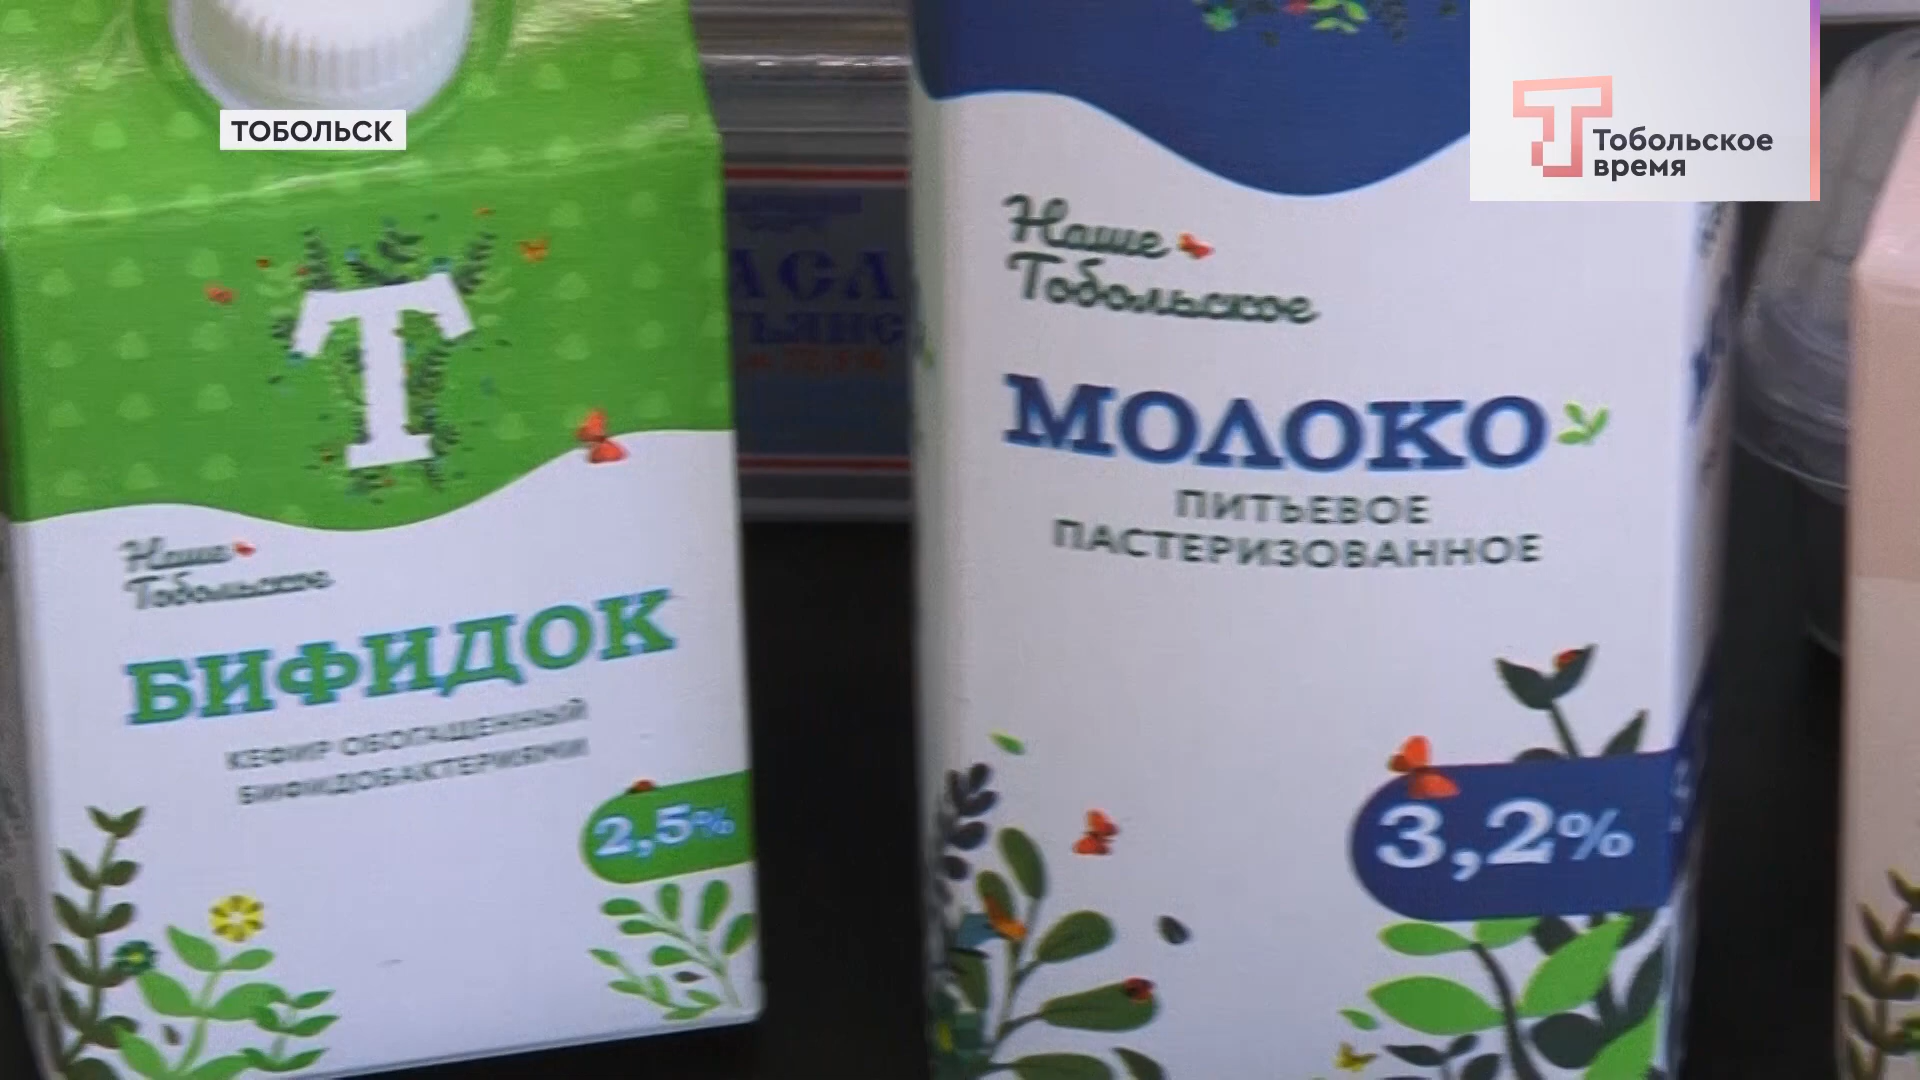 ТОБОЛЬСК
Тобольское
время
Т
Наше
Тобольское
БИФИДОК
КЕФИР ОБОГАЩЕННЫЙ
БИФИДОБАКТЕРИЯМИ
2,5%
Наше
Тобольское
МОЛОКО
ПИТЬЕВОЕ
ПАСТЕРИЗОВАННОЕ
3,2%